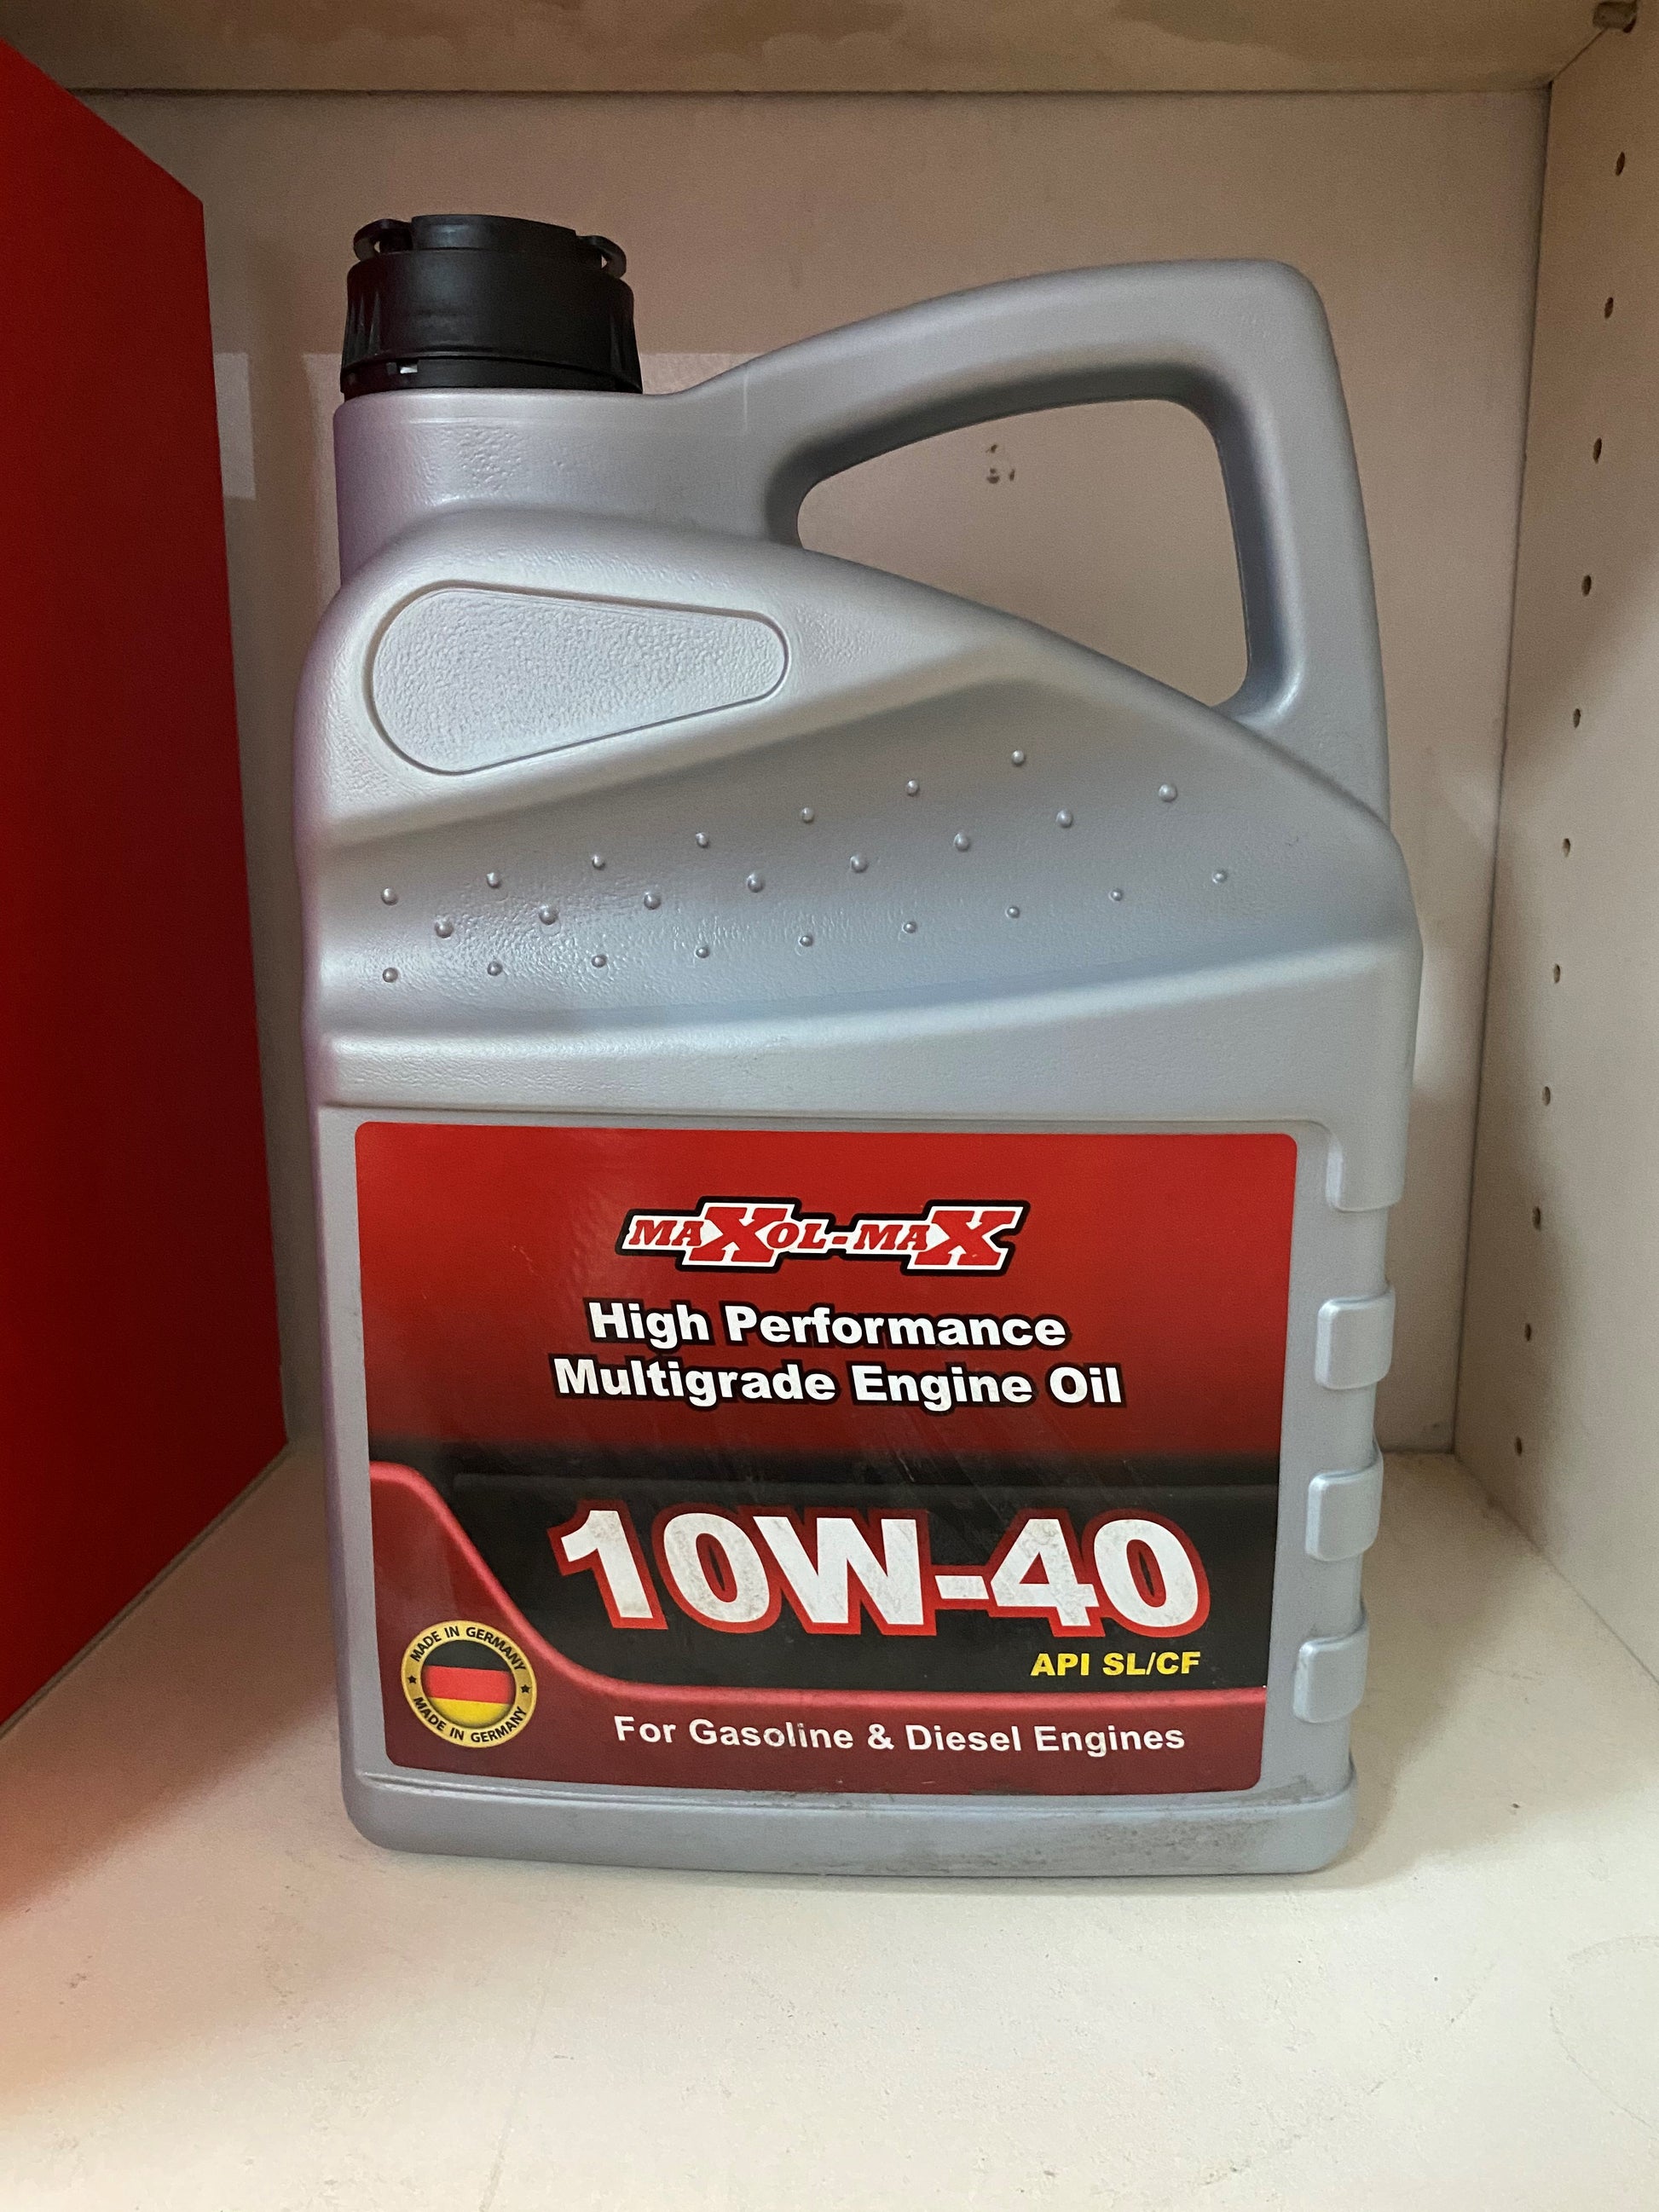 MAXOL-MAX
High Performance
Multigrade Engine Oil
10W-40
API SL/CF
MADE IN GERMANY
MADE IN GERMANY
For Gasoline & Diesel Engines